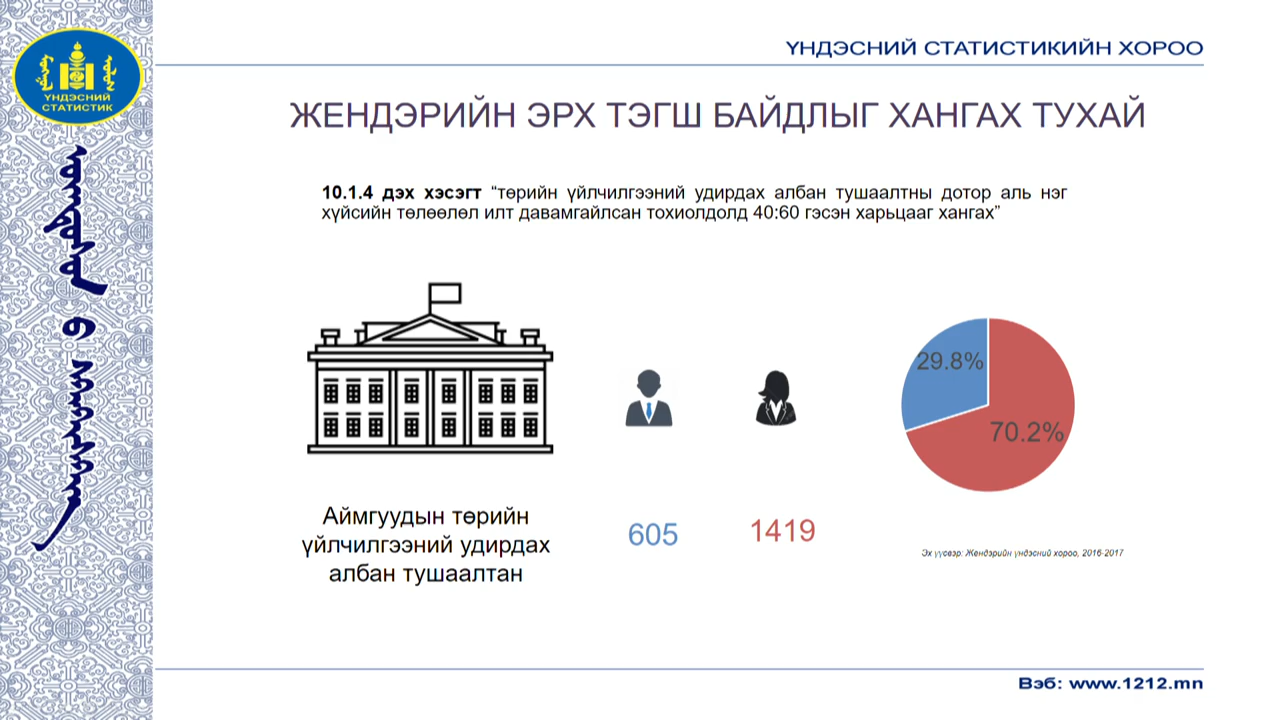 ҮНДЭСНИЙ СТАТИСТИКИЙН ХОРОО
ҮНДЭСНИЙ
СТАТИСТИК
ЖЕНДЭРИЙН ЭРХ ТЭГШ БАЙДЛЫГ ХАНГАХ ТУХАЙ
10.1.4 дэх хэсэгт “төрийн үйлчилгээний удирдах албан тушаалтны дотор аль нэг
хүйсийн төлөөлөл илт давамгайлсан тохиолдолд 40:60 гэсэн харьцааг хангах”
29.8%
70.2%
Аймгуудын төрийн
үйлчилгээний удирдах
албан тушаалтан
605
1419
Эх үүсвэр: Жендэрийн үндэсний хороо, 2016-2017
Вэб: www.1212.mn